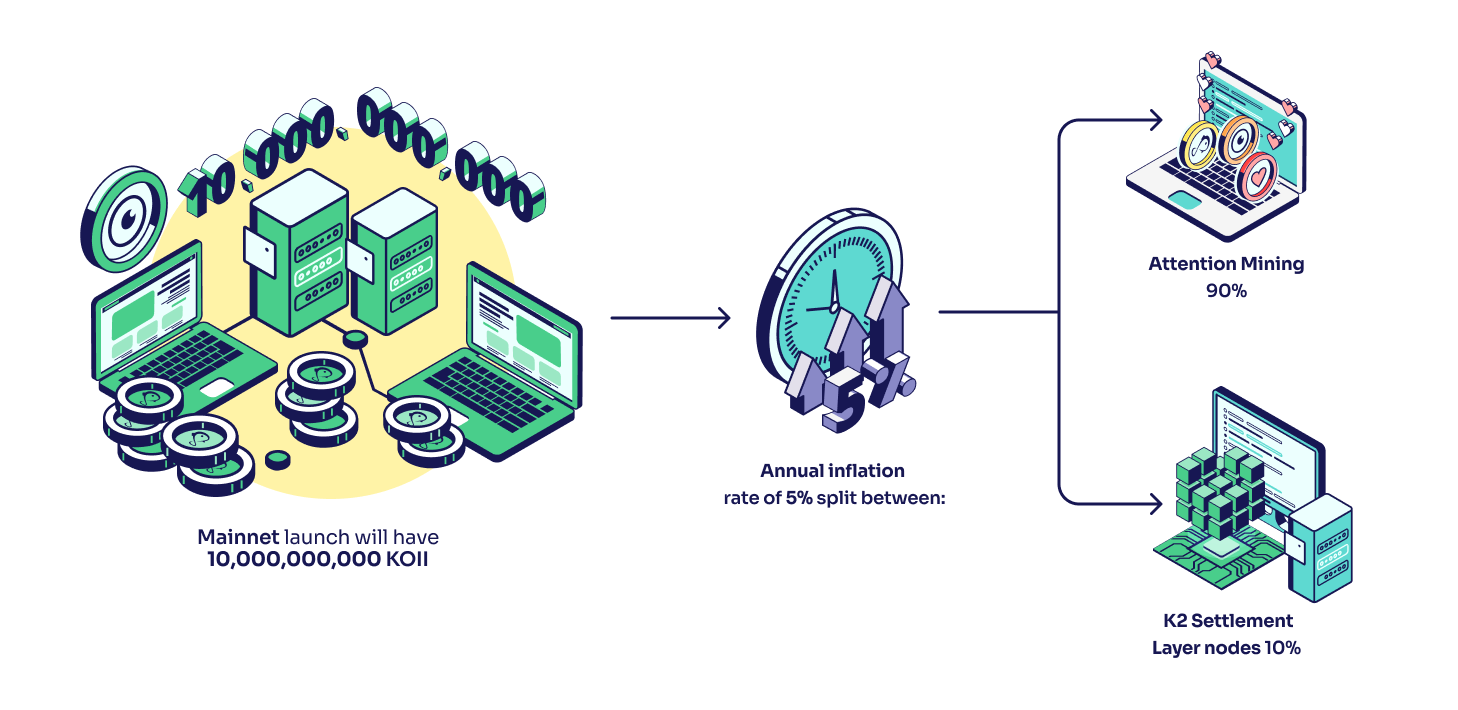 10.000.000.000
Mainnet launch will have
10,000,000,000 KOII
5%
Annual inflation
rate of 5% split between:
Attention Mining
90%
K2 Settlement
Layer nodes 10%